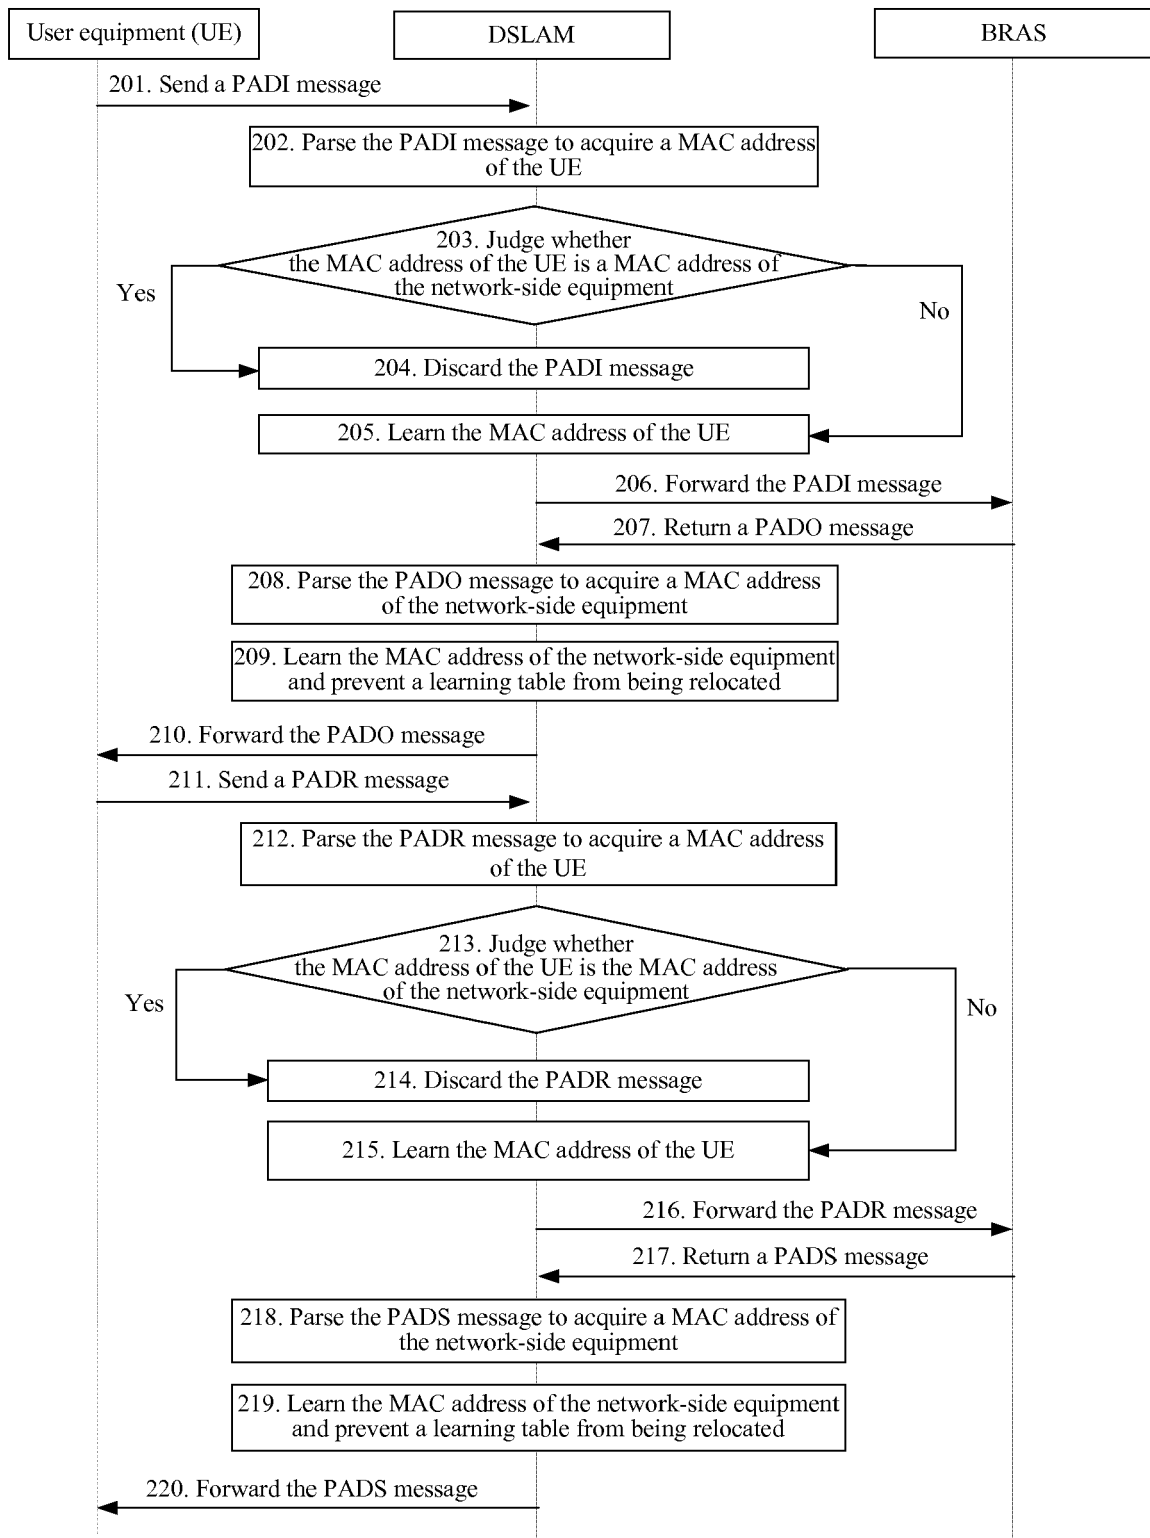 User equipment (UE)
DSLAM
BRAS
201. Send a PADI message
202. Parse the PADI message to acquire a MAC address
of the UE
203. Judge whether
the MAC address of the UE is a MAC address of
the network-side equipment
Yes
No
204. Discard the PADI message
205. Learn the MAC address of the UE
206. Forward the PADI message
207. Return a PADO message
208. Parse the PADO message to acquire a MAC address
of the network-side equipment
209. Learn the MAC address of the network-side equipment
and prevent a learning table from being relocated
210. Forward the PADO message
211. Send a PADR message
212. Parse the PADR message to acquire a MAC address
of the UE
213. Judge whether
the MAC address of the UE is the MAC address
of the network-side equipment
Yes
No
214. Discard the PADR message
215. Learn the MAC address of the UE
216. Forward the PADR message
217. Return a PADS message
218. Parse the PADS message to acquire a MAC address of
the network-side equipment
219. Learn the MAC address of the network-side equipment
and prevent a learning table from being relocated
220. Forward the PADS message